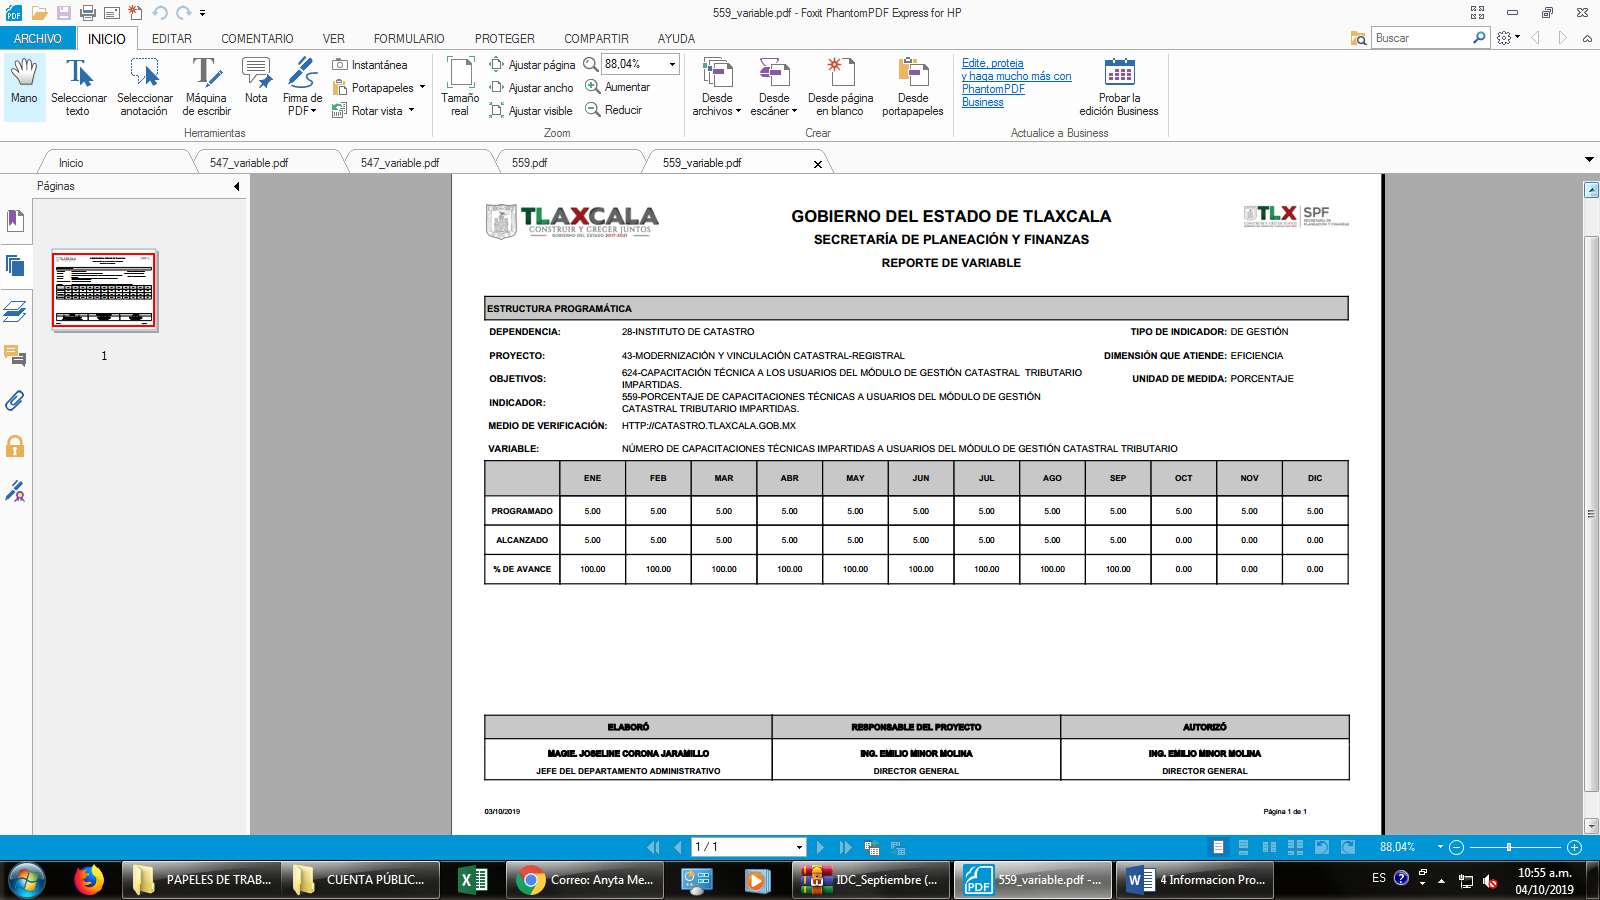 559_variable.pdf - Foxit PhantomPDF Express for HP
ARCHIVO INICIO EDITAR COMENTARIO VER FORMULARIO PROTEGER COMPARTIR AYUDA
Buscar
Mano
Seleccionar texto
Seleccionar anotación
Máquina de escribir
Nota
Firma de PDF
Instantánea
Portapapeles
Rotar vista
Herramientas
Tamaño real
Ajustar página
Ajustar ancho
Ajustar visible
88,04%
Aumentar
Reducir
Zoom
Desde archivos
Desde escáner
Desde página en blanco
Desde portapapeles
Crear
Edite, proteja
y haga mucho más con
PhantomPDF
Business
Probar la edición Business
Actualice a Business
Inicio 547_variable.pdf 547_variable.pdf 559.pdf 559_variable.pdf
Páginas
1
TLAXCALA
CONSTRUIR Y CRECER JUNTOS
GOBIERNO DEL ESTADO 2017-2021
GOBIERNO DEL ESTADO DE TLAXCALA
SECRETARÍA DE PLANEACIÓN Y FINANZAS
REPORTE DE VARIABLE
TLX SPF
ESTRUCTURA PROGRAMÁTICA
DEPENDENCIA: 28-INSTITUTO DE CATASTRO TIPO DE INDICADOR: DE GESTIÓN
PROYECTO: 43-MODERNIZACIÓN Y VINCULACIÓN CATASTRAL-REGISTRAL DIMENSIÓN QUE ATIENDE: EFICIENCIA
OBJETIVOS: 624-CAPACITACIÓN TÉCNICA A LOS USUARIOS DEL MÓDULO DE GESTIÓN CATASTRAL TRIBUTARIO
IMPARTIDAS.
UNIDAD DE MEDIDA: PORCENTAJE
INDICADOR: 559-PORCENTAJE DE CAPACITACIONES TÉCNICAS A USUARIOS DEL MÓDULO DE GESTIÓN
CATASTRAL TRIBUTARIO IMPARTIDAS.
MEDIO DE VERIFICACIÓN: HTTP://CATASTRO.TLAXCALA.GOB.MX
VARIABLE: NÚMERO DE CAPACITACIONES TÉCNICAS IMPARTIDAS A USUARIOS DEL MÓDULO DE GESTIÓN CATASTRAL TRIBUTARIO
ENE FEB MAR ABR MAY JUN JUL AGO SEP OCT NOV DIC
PROGRAMADO 5.00 5.00 5.00 5.00 5.00 5.00 5.00 5.00 5.00 5.00 5.00 5.00
ALCANZADO 5.00 5.00 5.00 5.00 5.00 5.00 5.00 5.00 5.00 0.00 0.00 0.00
% DE AVANCE 100.00 100.00 100.00 100.00 100.00 100.00 100.00 100.00 100.00 0.00 0.00 0.00
ELABORÓ RESPONSABLE DEL PROYECTO AUTORIZÓ
MAGIE. JOSELINE CORONA JARAMILLO ING. EMILIO MINOR MOLINA ING. EMILIO MINOR MOLINA
JEFE DEL DEPARTAMENTO ADMINISTRATIVO DIRECTOR GENERAL DIRECTOR GENERAL
03/10/2019 Página 1 de 1
1 / 1 88,04%
PAPELES DE TRAB... CUENTA PÚBLIC... Correo: Anyta Me... IDC_Septiembre (... 559_variable.pdf -... 4 Informacion Pro... ES 10:55 a.m.
04/10/2019